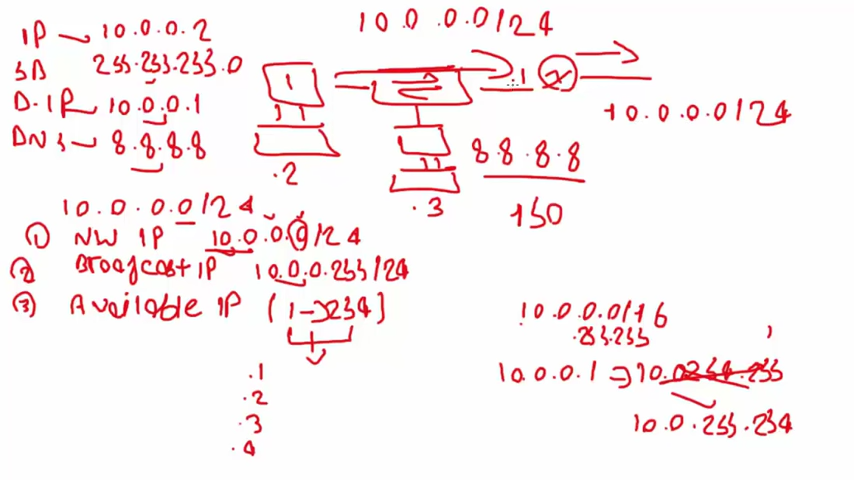 10.0.0.0/24
IP → 10.0.0.2
SB 255.255.255.0
D.IP → 10.0.0.1
DNS → 8.8.8.8
1
.1
10.0.0.0/24
.2
.3
8.8.8.8
150
10.0.0.0/24
① NW IP 10.0.0.0/24
② Broadcast IP 10.0.0.255/24
③ Available IP (1→254)
.1
.2
.3
.4
10.0.0.0/16
.255.255
10.0.0.1 ⇒ 10.0254.255
10.0.255.254